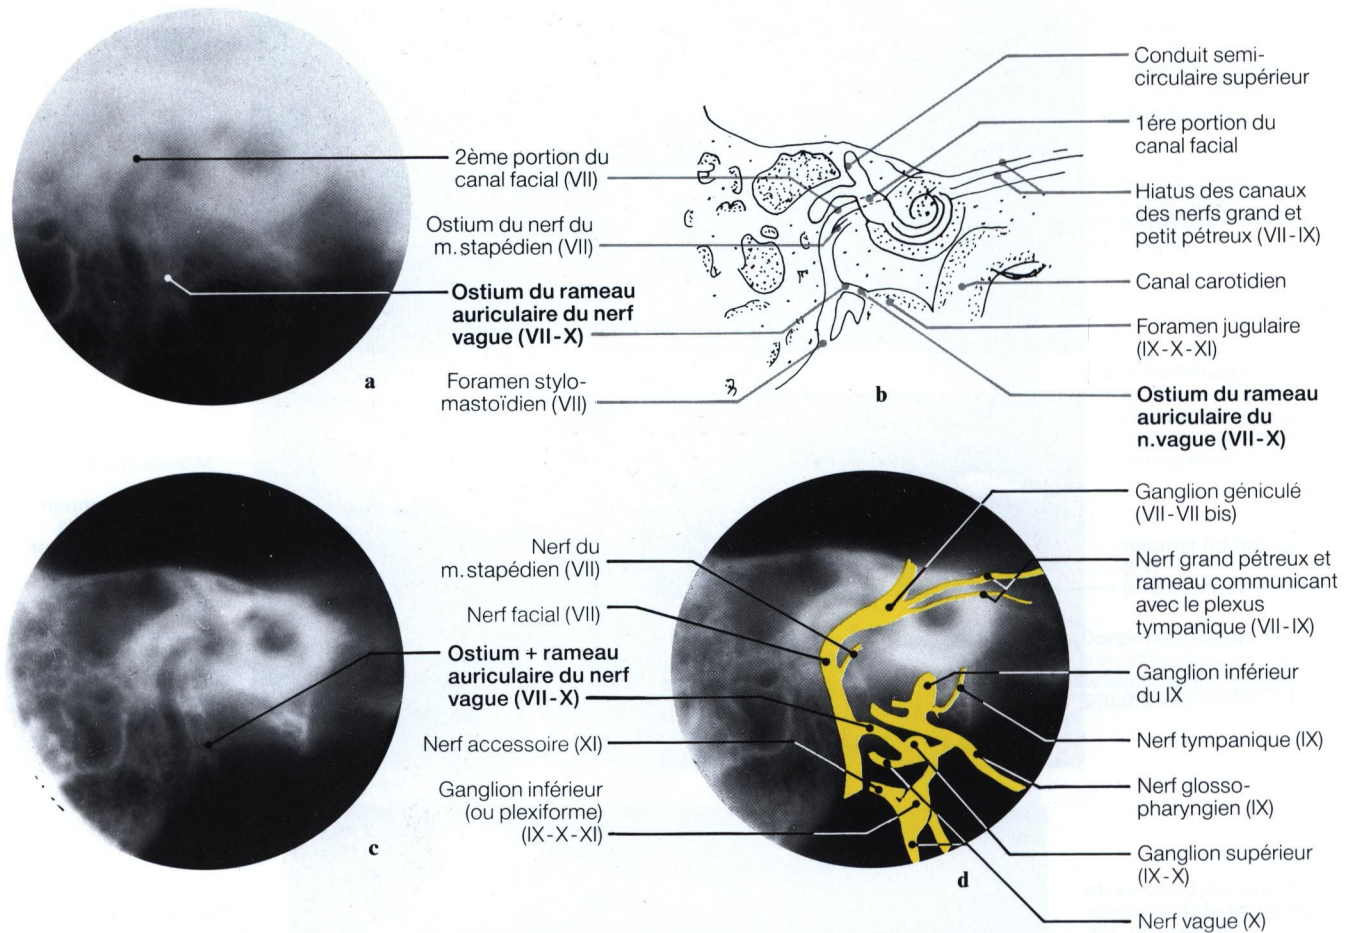 2ème portion du
canal facial (VII)
Ostium du nerf du
m.stapédien (VII)
Ostium du rameau
auriculaire du nerf
vague (VII-X)
Foramen stylo-
mastoïdien (VII)
a
Conduit semi-
circulaire supérieur
1ére portion du
canal facial
Hiatus des canaux
des nerfs grand et
petit pétreux (VII-IX)
Canal carotidien
Foramen jugulaire
(IX-X-XI)
Ostium du rameau
auriculaire du
n.vague (VII-X)
b
Nerf du
m.stapédien (VII)
Nerf facial (VII)
Ostium + rameau
auriculaire du nerf
vague (VII-X)
Nerf accessoire (XI)
Ganglion inférieur
(ou plexiforme)
(IX-X-XI)
c
Ganglion géniculé
(VII-VII bis)
Nerf grand pétreux et
rameau communicant
avec le plexus
tympanique (VII-IX)
Ganglion inférieur
du IX
Nerf tympanique (IX)
Nerf glosso-
pharyngien (IX)
Ganglion supérieur
(IX-X)
Nerf vague (X)
d